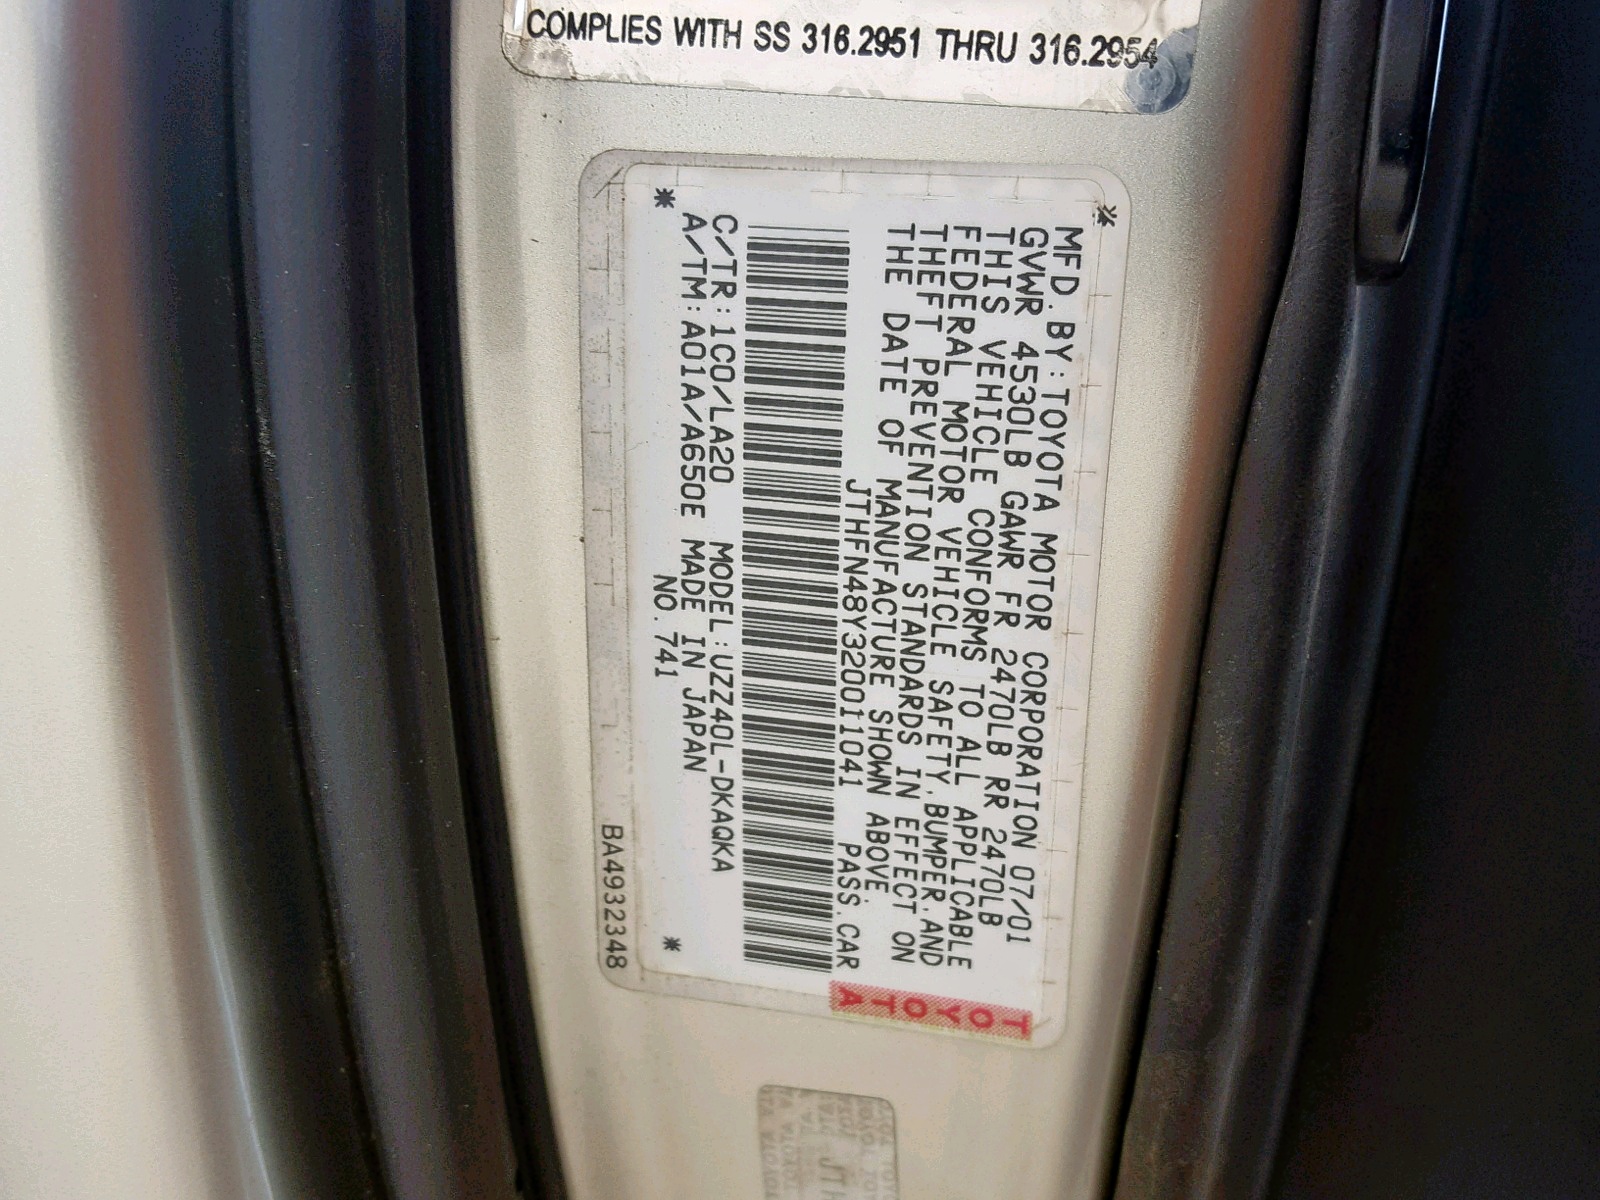 COMPLIES WITH SS 316.2951 THRU 316.2954
MFD.BY:TOYOTA MOTOR CORPORATION 07/01
GVWR 4530LB GAWR FR 2470LB RR 2470LB
THIS VEHICLE CONFORMS TO ALL APPLICABLE
FEDERAL MOTOR VEHICLE SAFETY,BUMPER,AND
THEFT PREVENTION STANDARDS IN EFFECT ON
THE DATE OF MANUFACTURE SHOWN ABOVE.
JTHFN48Y320011041 PASS.CAR
C/TR:1C0/LA20 MODEL:UZZ40L-DKAQKA
A/TM:A01A/A650E MADE IN JAPAN
NO.741
BA4932348
TOYOTA